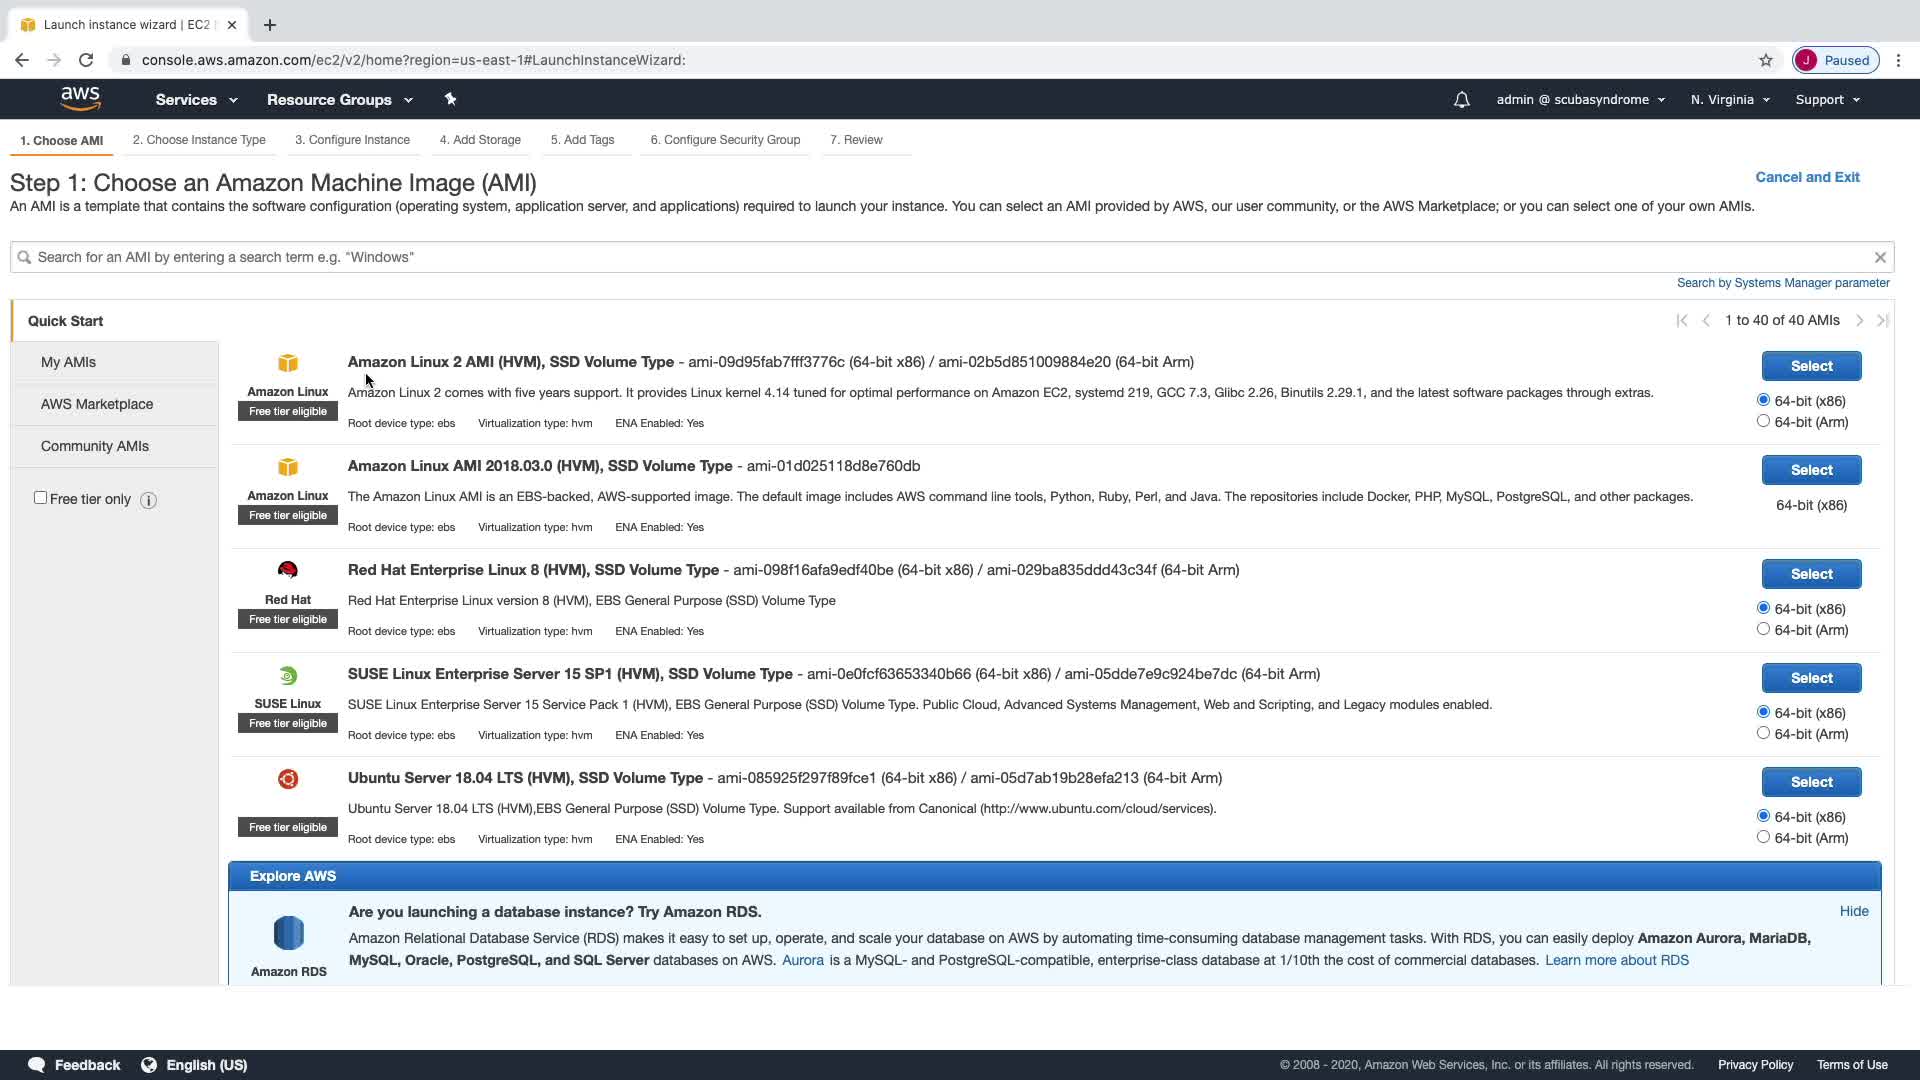 Launch instance wizard | EC2
console.aws.amazon.com/ec2/v2/home?region=us-east-1#LaunchInstanceWizard:
J Paused
aws Services Resource Groups admin @ scubasyndrome N. Virginia Support
1. Choose AMI 2. Choose Instance Type 3. Configure Instance 4. Add Storage 5. Add Tags 6. Configure Security Group 7. Review
Step 1: Choose an Amazon Machine Image (AMI)
Cancel and Exit
An AMI is a template that contains the software configuration (operating system, application server, and applications) required to launch your instance. You can select an AMI provided by AWS, our user community, or the AWS Marketplace; or you can select one of your own AMIs.
Search for an AMI by entering a search term e.g. "Windows"
Search by Systems Manager parameter
Quick Start
1 to 40 of 40 AMIs
My AMIs
AWS Marketplace
Community AMIs
Free tier only
Amazon Linux
Free tier eligible
Amazon Linux 2 AMI (HVM), SSD Volume Type - ami-09d95fab7fff3776c (64-bit x86) / ami-02b5d851009884e20 (64-bit Arm)
Amazon Linux 2 comes with five years support. It provides Linux kernel 4.14 tuned for optimal performance on Amazon EC2, systemd 219, GCC 7.3, Glibc 2.26, Binutils 2.29.1, and the latest software packages through extras.
Root device type: ebs Virtualization type: hvm ENA Enabled: Yes
Select
64-bit (x86)
64-bit (Arm)
Amazon Linux
Free tier eligible
Amazon Linux AMI 2018.03.0 (HVM), SSD Volume Type - ami-01d025118d8e760db
The Amazon Linux AMI is an EBS-backed, AWS-supported image. The default image includes AWS command line tools, Python, Ruby, Perl, and Java. The repositories include Docker, PHP, MySQL, PostgreSQL, and other packages.
Root device type: ebs Virtualization type: hvm ENA Enabled: Yes
Select
64-bit (x86)
Red Hat
Free tier eligible
Red Hat Enterprise Linux 8 (HVM), SSD Volume Type - ami-098f16afa9edf40be (64-bit x86) / ami-029ba835ddd43c34f (64-bit Arm)
Red Hat Enterprise Linux version 8 (HVM), EBS General Purpose (SSD) Volume Type
Root device type: ebs Virtualization type: hvm ENA Enabled: Yes
Select
64-bit (x86)
64-bit (Arm)
SUSE Linux
Free tier eligible
SUSE Linux Enterprise Server 15 SP1 (HVM), SSD Volume Type - ami-0e0fcf63653340b66 (64-bit x86) / ami-05dde7e9c924be7dc (64-bit Arm)
SUSE Linux Enterprise Server 15 Service Pack 1 (HVM), EBS General Purpose (SSD) Volume Type. Public Cloud, Advanced Systems Management, Web and Scripting, and Legacy modules enabled.
Root device type: ebs Virtualization type: hvm ENA Enabled: Yes
Select
64-bit (x86)
64-bit (Arm)
Free tier eligible
Ubuntu Server 18.04 LTS (HVM), SSD Volume Type - ami-085925f297f89fce1 (64-bit x86) / ami-05d7ab19b28efa213 (64-bit Arm)
Ubuntu Server 18.04 LTS (HVM),EBS General Purpose (SSD) Volume Type. Support available from Canonical (http://www.ubuntu.com/cloud/services).
Root device type: ebs Virtualization type: hvm ENA Enabled: Yes
Select
64-bit (x86)
64-bit (Arm)
Explore AWS
Amazon RDS
Are you launching a database instance? Try Amazon RDS.
Hide
Amazon Relational Database Service (RDS) makes it easy to set up, operate, and scale your database on AWS by automating time-consuming database management tasks. With RDS, you can easily deploy Amazon Aurora, MariaDB,
MySQL, Oracle, PostgreSQL, and SQL Server databases on AWS. Aurora is a MySQL- and PostgreSQL-compatible, enterprise-class database at 1/10th the cost of commercial databases. Learn more about RDS
Feedback English (US) © 2008 - 2020, Amazon Web Services, Inc. or its affiliates. All rights reserved. Privacy Policy Terms of Use